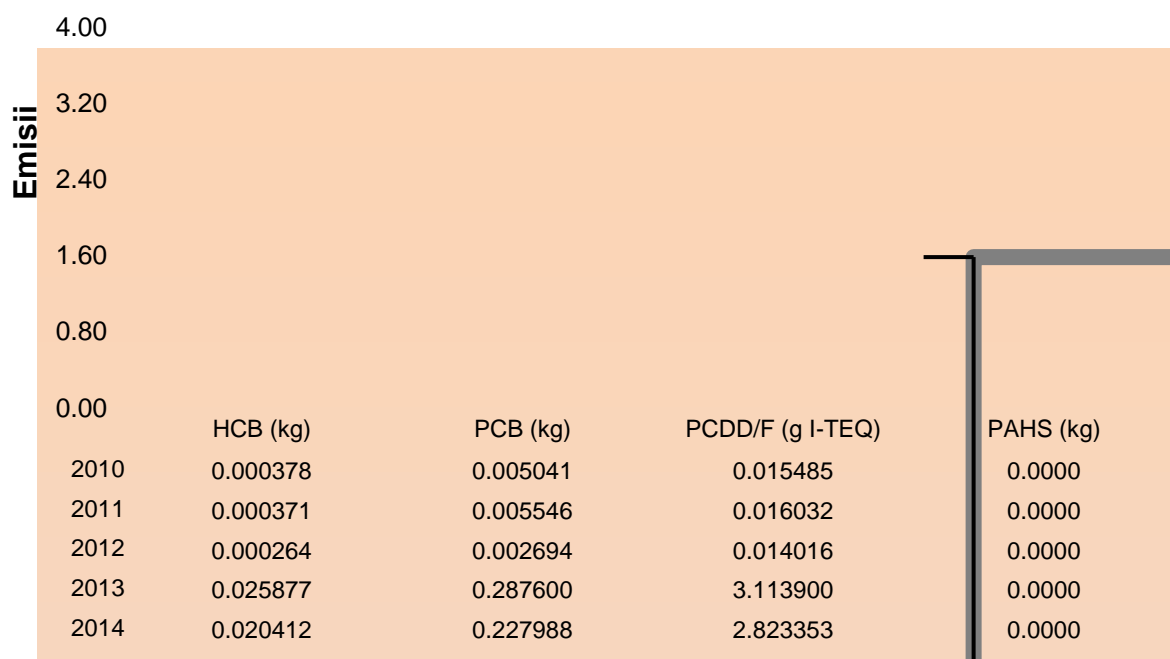 4.00
Emisii
3.20
2.40
1.60
0.80
0.00
HCB (kg) PCB (kg) PCDD/F (g I-TEQ) PAHS (kg)
2010 0.000378 0.005041 0.015485 0.0000
2011 0.000371 0.005546 0.016032 0.0000
2012 0.000264 0.002694 0.014016 0.0000
2013 0.025877 0.287600 3.113900 0.0000
2014 0.020412 0.227988 2.823353 0.0000